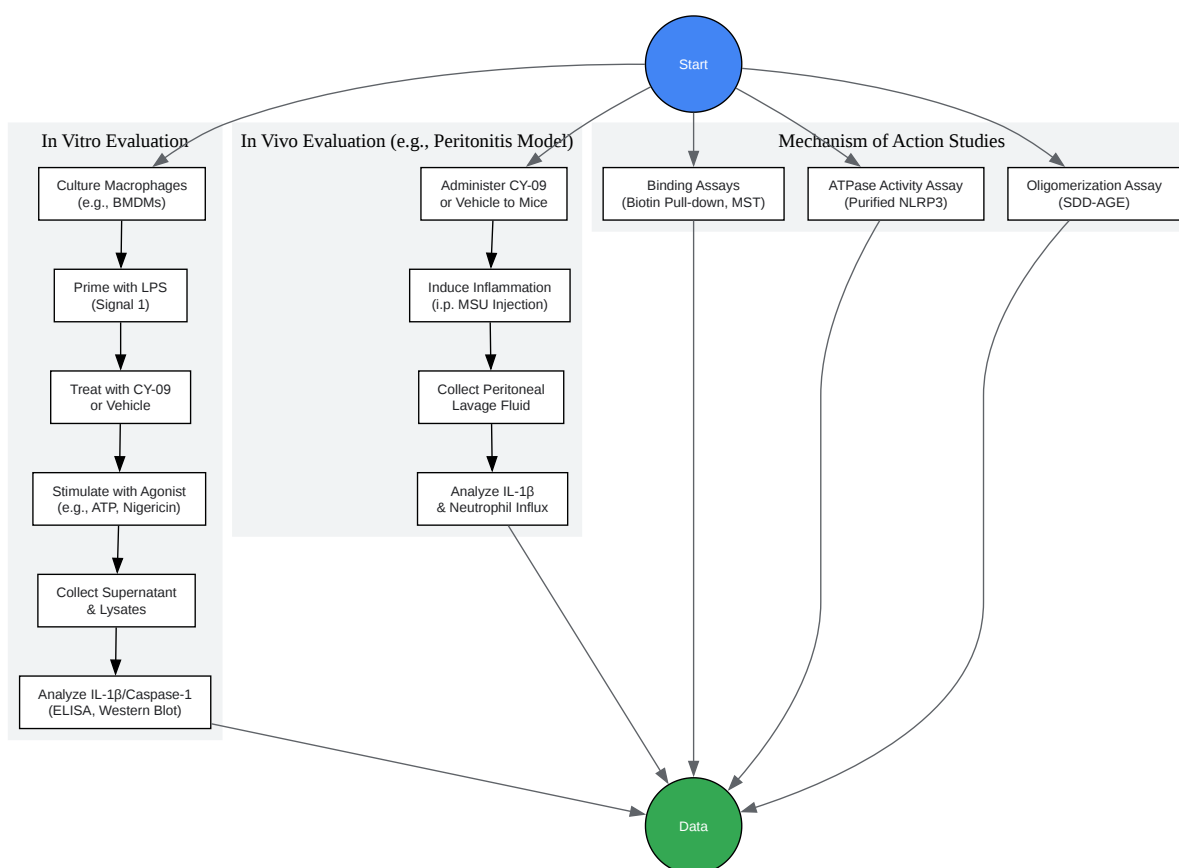 Start
In Vitro Evaluation
Culture Macrophages
(e.g., BMDMs)
Prime with LPS
(Signal 1)
Treat with CY-09
or Vehicle
Stimulate with Agonist
(e.g., ATP, Nigericin)
Collect Supernatant
& Lysates
Analyze IL-1β/Caspase-1
(ELISA, Western Blot)
In Vivo Evaluation (e.g., Peritonitis Model)
Administer CY-09
or Vehicle to Mice
Induce Inflammation
(i.p. MSU Injection)
Collect Peritoneal
Lavage Fluid
Analyze IL-1β
& Neutrophil Influx
Mechanism of Action Studies
Binding Assays
(Biotin Pull-down, MST)
ATPase Activity Assay
(Purified NLRP3)
Oligomerization Assay
(SDD-AGE)
Data